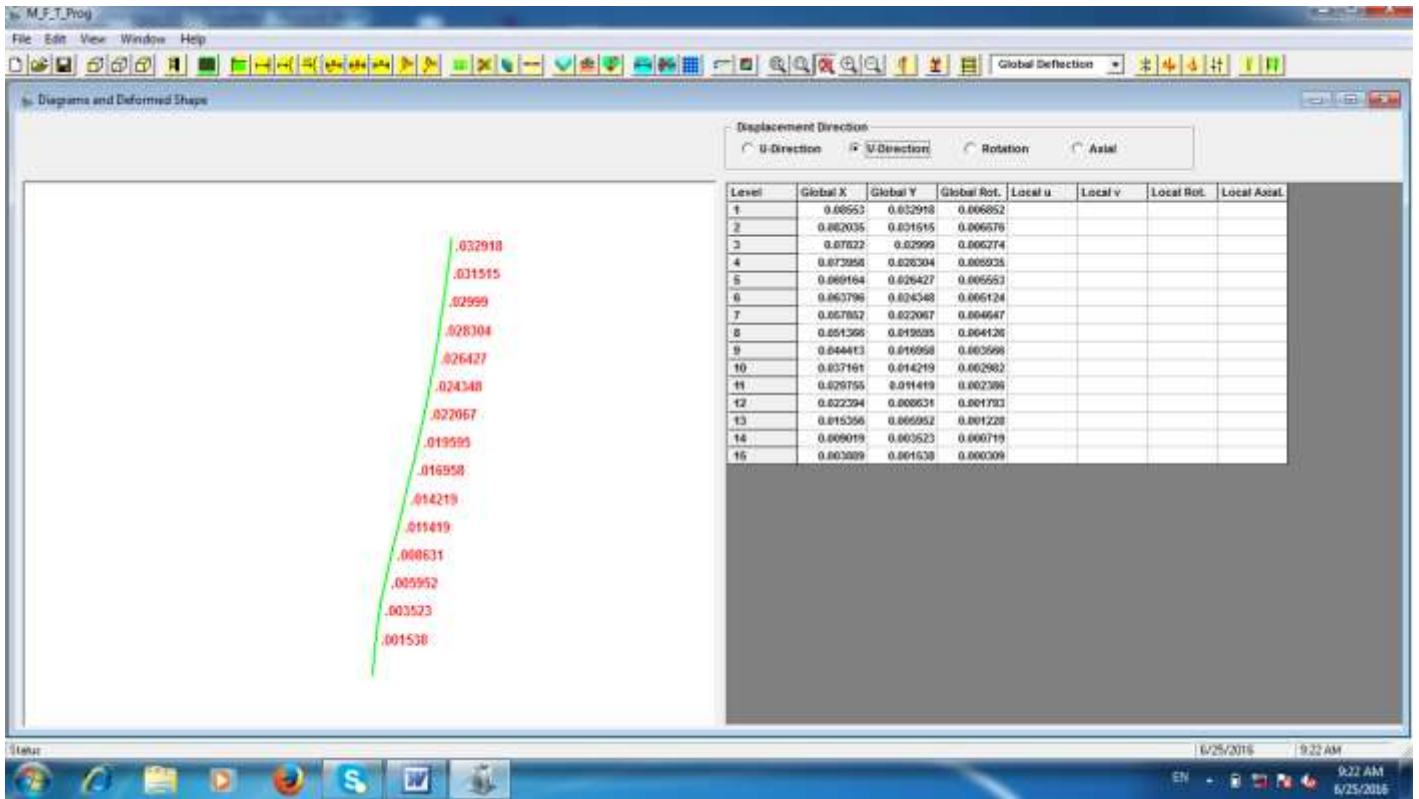 M_F_T_Prog
File Edit View Window Help
Global Deflection
Diagrams and Deformed Shape
Displacement Direction
U-Direction V-Direction Rotation Axial
.032918
.031515
.02999
.028304
.026427
.024348
.022067
.019595
.016958
.014219
.011419
.008631
.005952
.003523
.001538
Level Global X Global Y Global Rot. Local u Local v Local Rot. Local Axial.
1 0.08553 0.032918 0.006852
2 0.082035 0.031515 0.006576
3 0.07822 0.02999 0.006274
4 0.073958 0.028304 0.005935
5 0.069164 0.026427 0.005553
6 0.063796 0.024348 0.005124
7 0.057852 0.022067 0.004647
8 0.051366 0.019595 0.004126
9 0.044413 0.016958 0.003566
10 0.037161 0.014219 0.002982
11 0.029755 0.011419 0.002386
12 0.022394 0.008631 0.001793
13 0.015356 0.005952 0.001228
14 0.009019 0.003523 0.000719
15 0.003889 0.001538 0.000309
Status 6/25/2016 9:22 AM
EN 9:22 AM
6/25/2016